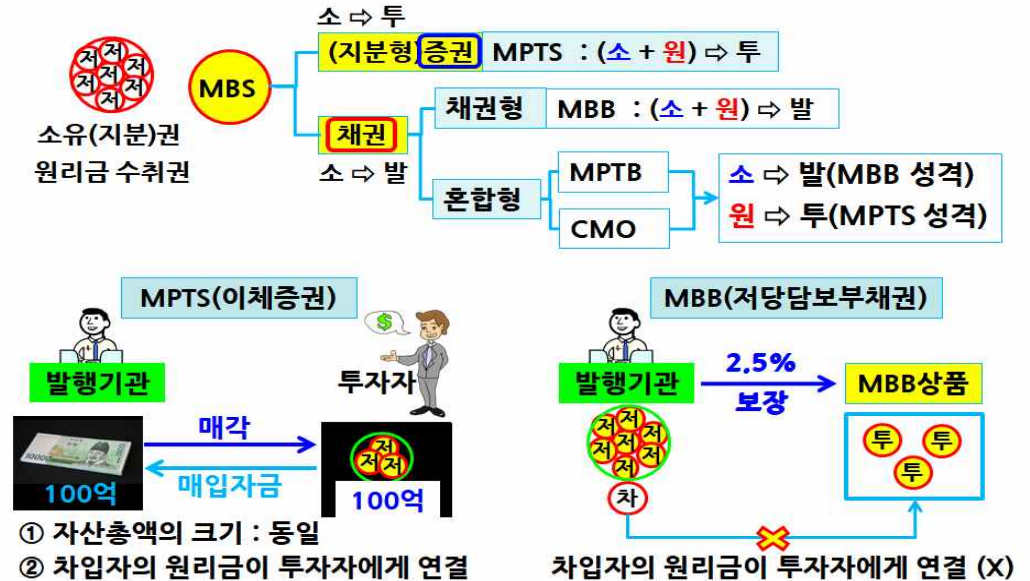 소 ⇨ 투
(지분형)증권 MPTS : (소 + 원) ⇨ 투
저 저 저 저 저 저 저
MBS
소유(지분)권
원리금 수취권
채권
소 ⇨ 발
채권형 MBB : (소 + 원) ⇨ 발
혼합형
MPTB
CMO
소 ⇨ 발(MBB 성격)
원 ⇨ 투(MPTS 성격)
MPTS(이체증권)
$
발행기관
투자자
매각
매입자금
10000
100억
저 저 저
100억
① 자산총액의 크기 : 동일
② 차입자의 원리금이 투자자에게 연결
MBB(저당담보부채권)
발행기관
2.5%
보장
MBB상품
저 저 저 저 저 저 저
차
투 투
투
차입자의 원리금이 투자자에게 연결 (X)